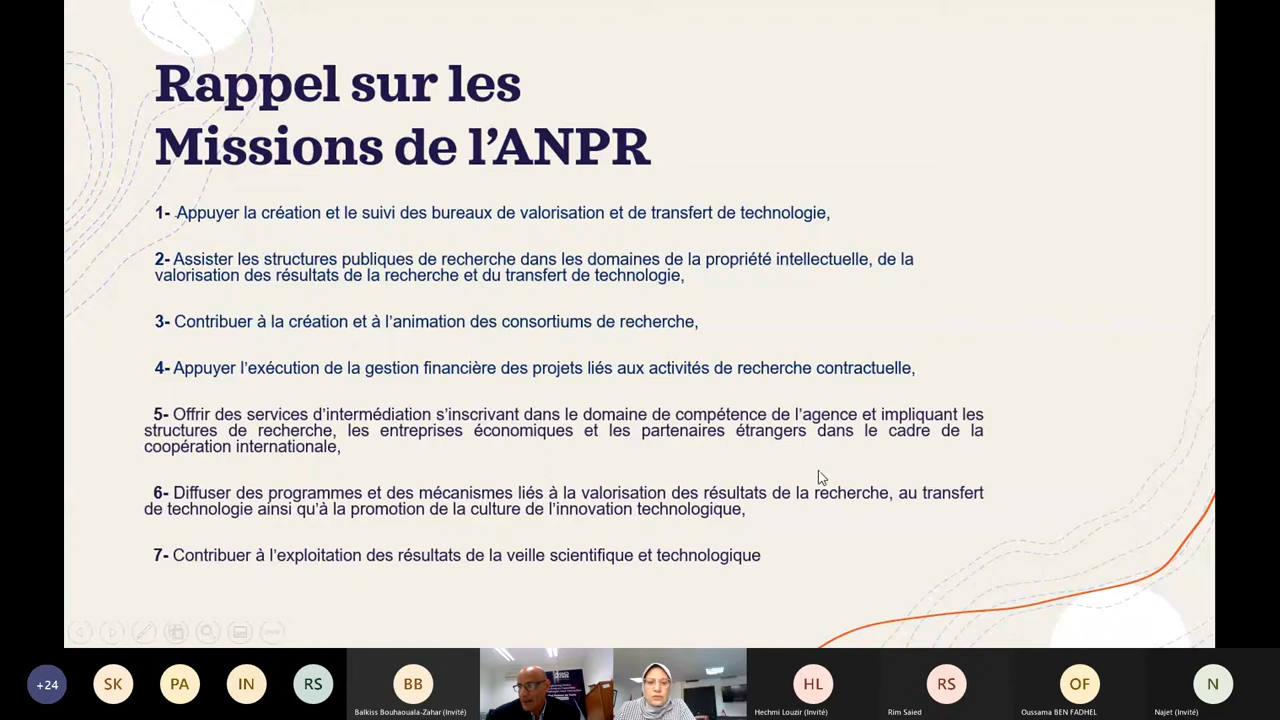 Rappel sur les
Missions de l’ANPR
1- Appuyer la création et le suivi des bureaux de valorisation et de transfert de technologie,
2- Assister les structures publiques de recherche dans les domaines de la propriété intellectuelle, de la
valorisation des résultats de la recherche et du transfert de technologie,
3- Contribuer à la création et à l’animation des consortiums de recherche,
4- Appuyer l’exécution de la gestion financière des projets liés aux activités de recherche contractuelle,
5- Offrir des services d’intermédiation s’inscrivant dans le domaine de compétence de l’agence et impliquant les
structures de recherche, les entreprises économiques et les partenaires étrangers dans le cadre de la
coopération internationale,
6- Diffuser des programmes et des mécanismes liés à la valorisation des résultats de la recherche, au transfert
de technologie ainsi qu’à la promotion de la culture de l’innovation technologique,
7- Contribuer à l’exploitation des résultats de la veille scientifique et technologique
+24
SK
PA
IN
RS
BB
HL
RS
OF
N
Balkiss Bouhaouala-Zahar (Invité)
Hechmi Louzir (Invité)
Rim Saied
Oussama BEN FADHEL
Najet (Invité)